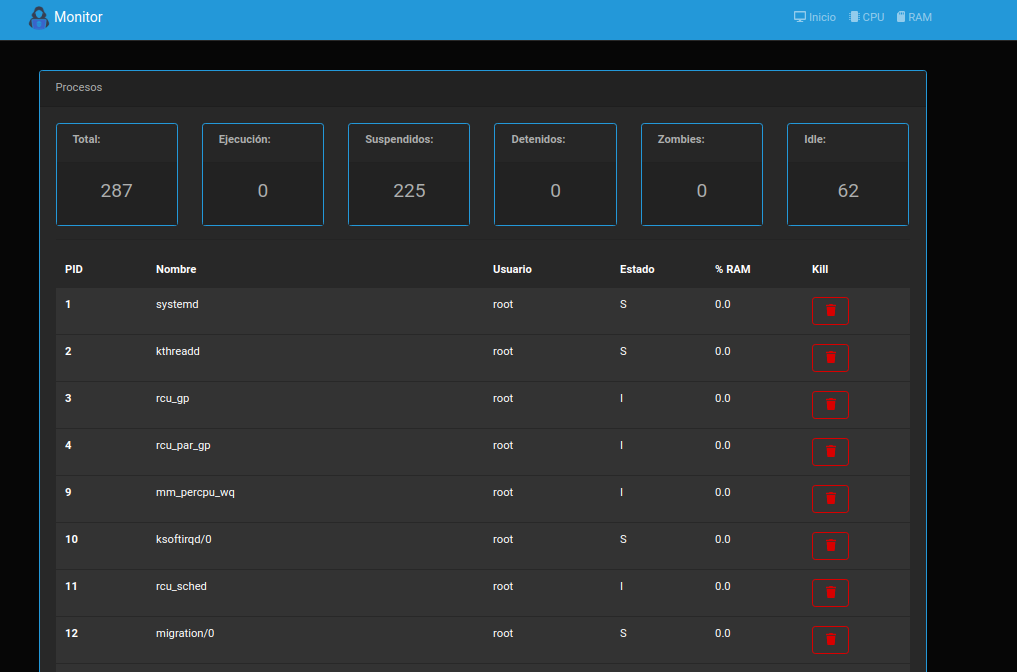 Monitor Inicio CPU RAM
Procesos
Total: Ejecución: Suspendidos: Detenidos: Zombies: Idle:
287 0 225 0 0 62
PID Nombre Usuario Estado % RAM Kill
1 systemd root S 0.0
2 kthreadd root S 0.0
3 rcu_gp root I 0.0
4 rcu_par_gp root I 0.0
9 mm_percpu_wq root I 0.0
10 ksoftirqd/0 root S 0.0
11 rcu_sched root I 0.0
12 migration/0 root S 0.0